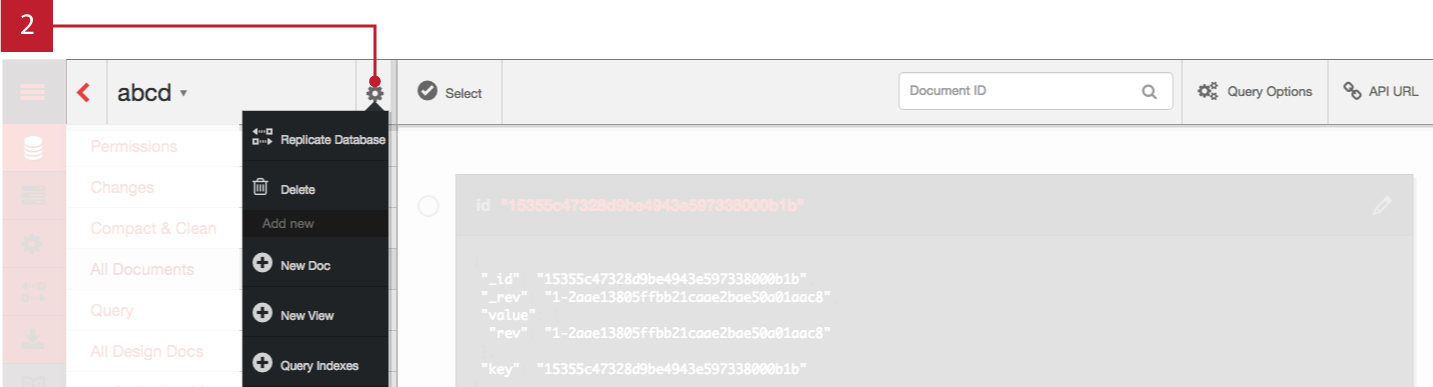 2
abcd
Select
Document ID
Query Options
API URL
Replicate Database
Delete
Add new
New Doc
New View
Query Indexes
Permissions
Changes
Compact & Clean
All Documents
Query
All Design Docs
id "15355c47328d9be4943e597338000b1b"
"_id" "15355c47328d9be4943e597338000b1b"
"_rev" "1-2aae13805ffbb21caae2bae50a01aac8"
"value"
"rev" "1-2aae13805ffbb21caae2bae50a01aac8"
"key" "15355c47328d9be4943e597338000b1b"